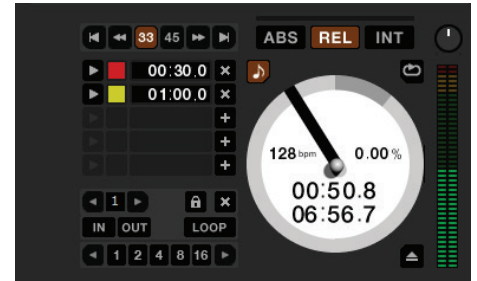 33 45
ABS REL INT
00:30.0
01:00.0
128 bpm 0.00 %
00:50.8
06:56.7
1
IN OUT LOOP
1 2 4 8 16